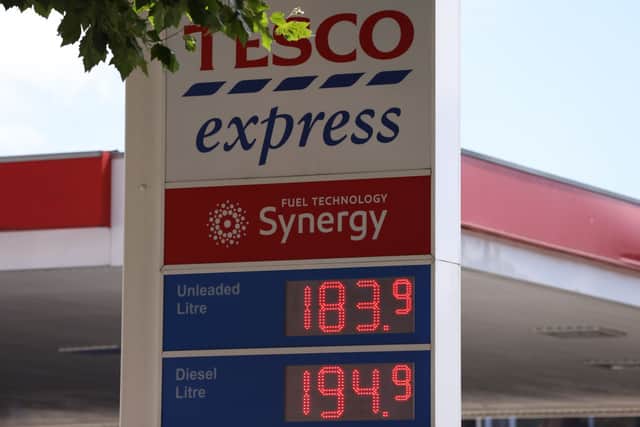 TESCO
express
FUEL TECHNOLOGY
Synergy
Unleaded
Litre
183.9
Diesel
Litre
194.9